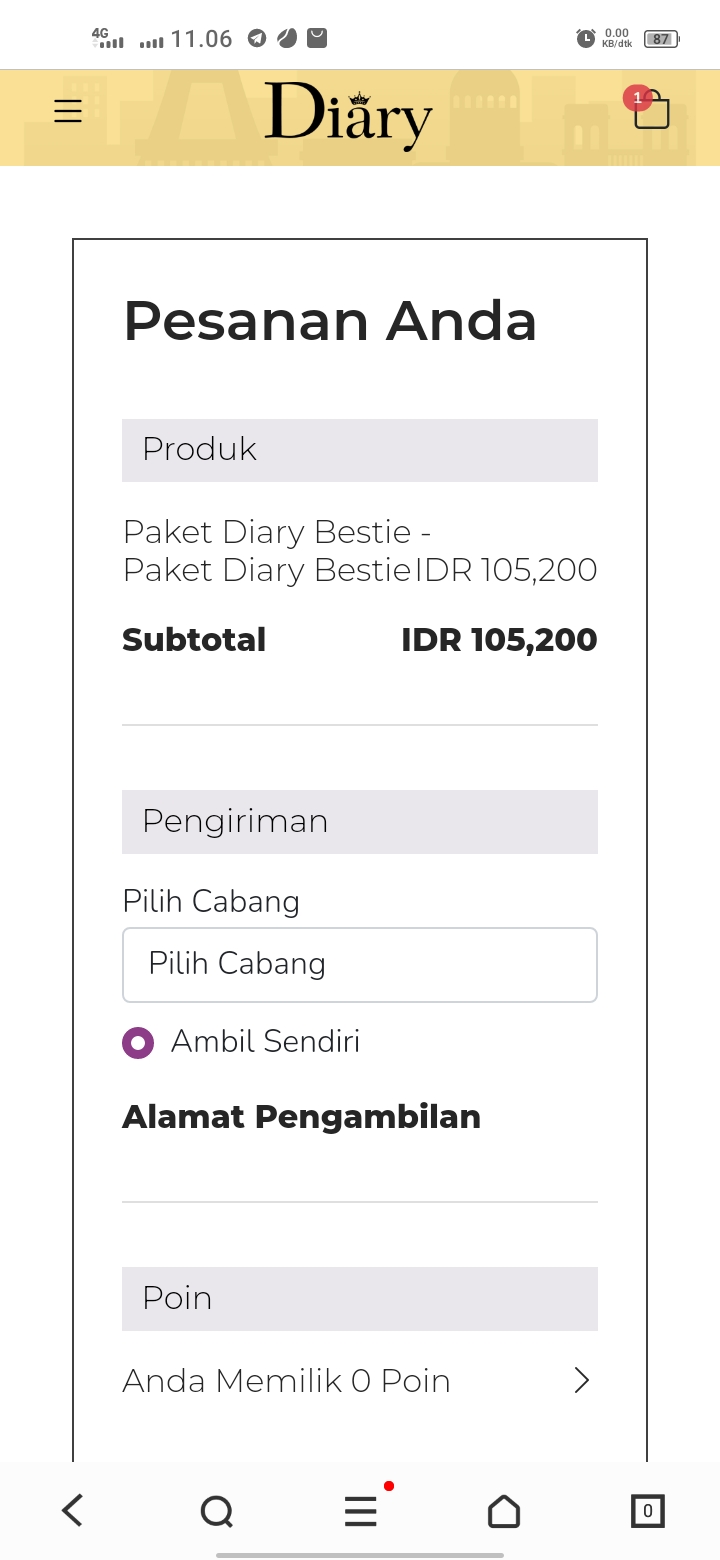 4G 11.06 0.00 KB/dtk 87
Diary
1
Pesanan Anda
Produk
Paket Diary Bestie -
Paket Diary Bestie IDR 105,200
Subtotal IDR 105,200
Pengiriman
Pilih Cabang
Pilih Cabang
Ambil Sendiri
Alamat Pengambilan
Poin
Anda Memilik 0 Poin
0